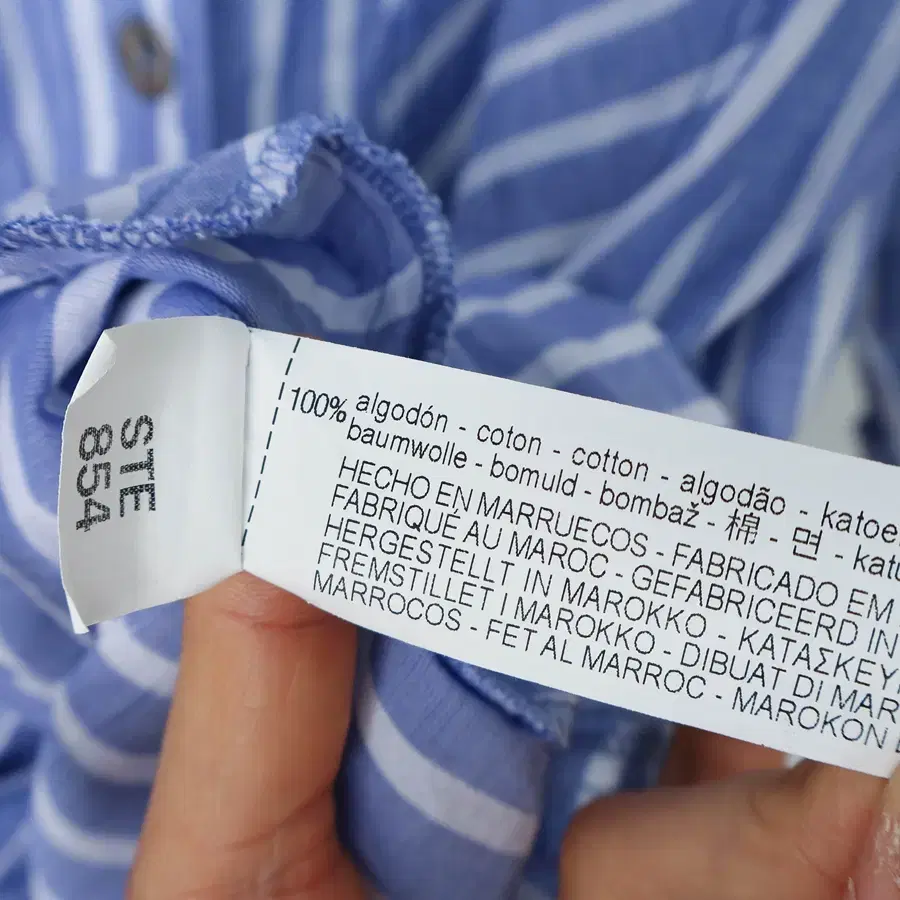 STE
854
100% algodón - coton - cotton - algodão - katoe
baumwolle - bomuld - bombaž - 棉 - 면 - katu
HECHO EN MARRUECOS - FABRICADO EM
FABRIQUÉ AU MAROC - GEFABRICEERD IN
HERGESTELLT IN MAROKKO - ΚΑΤΑΣΚΕΥ
FREMSTILLET I MAROKKO - DIBUAT DI MAR
MARROCOS - FET AL MARROC - MAROKON